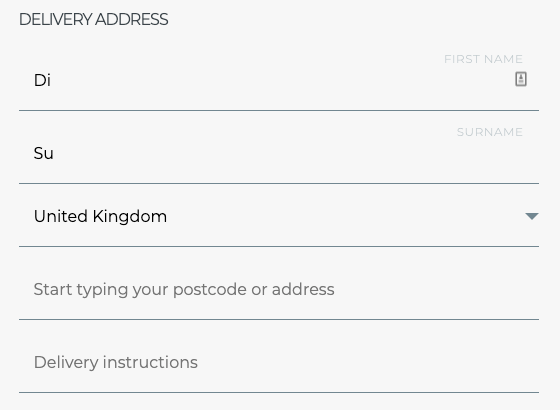 DELIVERY ADDRESS
FIRST NAME
Di
SURNAME
Su
United Kingdom
Start typing your postcode or address
Delivery instructions